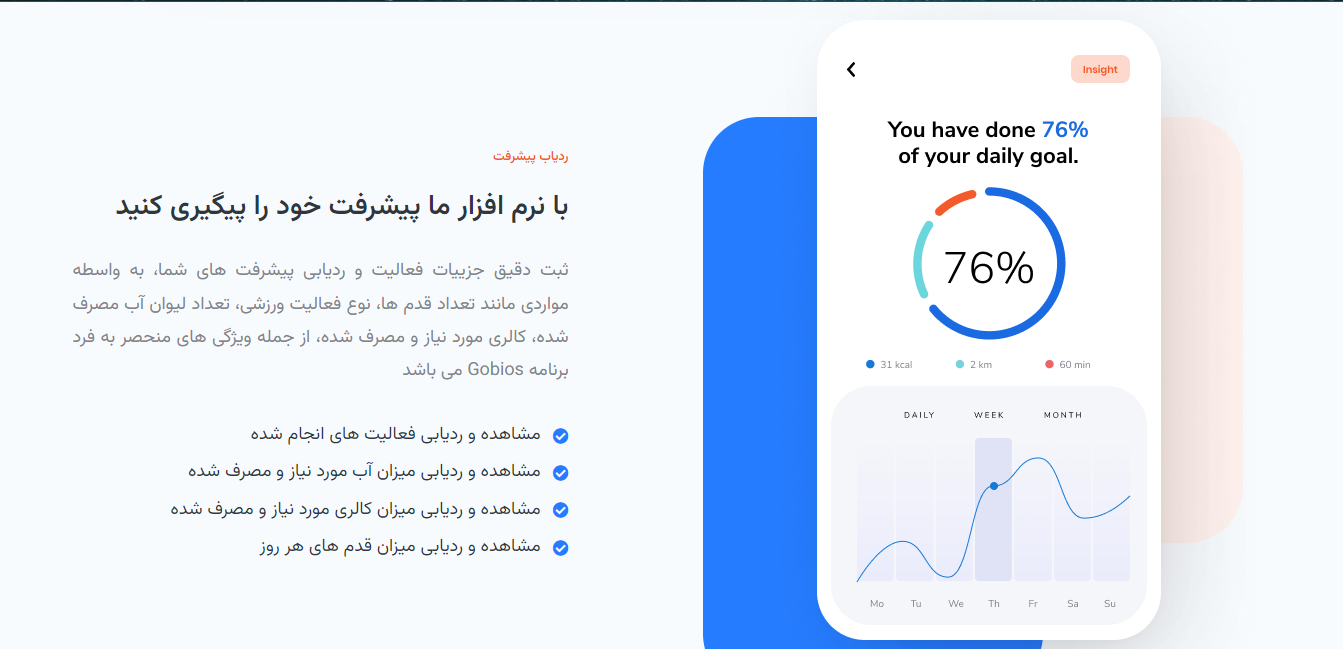 ردیاب پیشرفت
با نرم افزار ما پیشرفت خود را پیگیری کنید
ثبت دقیق جزییات فعالیت و ردیابی پیشرفت های شما، به واسطه
مواردی مانند تعداد قدم ها، نوع فعالیت ورزشی، تعداد لیوان آب مصرف
شده، کالری مورد نیاز و مصرف شده، از جمله ویژگی های منحصر به فرد
برنامه Gobios می باشد
مشاهده و ردیابی فعالیت های انجام شده
مشاهده و ردیابی میزان آب مورد نیاز و مصرف شده
مشاهده و ردیابی میزان کالری مورد نیاز و مصرف شده
مشاهده و ردیابی میزان قدم های هر روز
Insight
You have done 76%
of your daily goal.
76%
31 kcal 2 km 60 min
DAILY WEEK MONTH
Mo Tu We Th Fr Sa Su